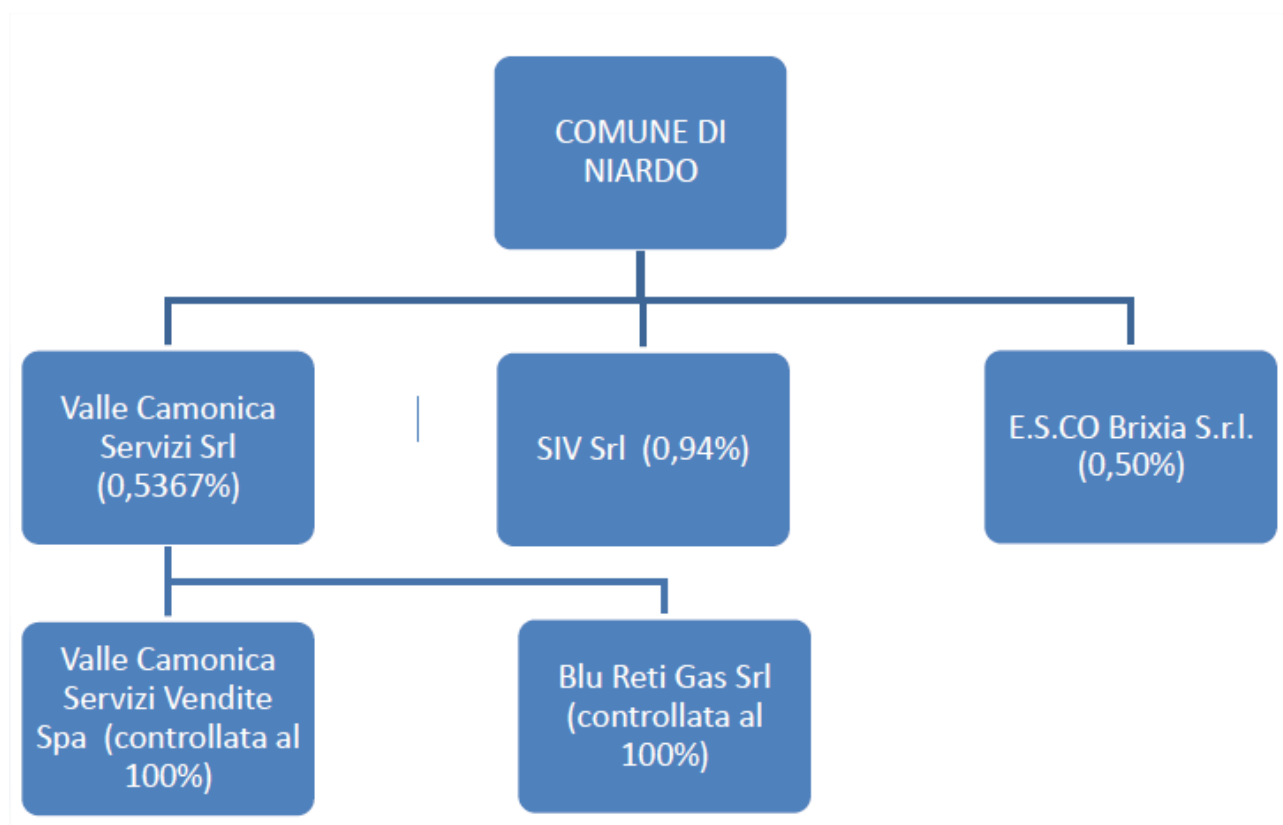 COMUNE DI
NIARDO
Valle Camonica
Servizi Srl
(0,5367%)
SIV Srl (0,94%)
E.S.CO Brixia S.r.l.
(0,50%)
Valle Camonica
Servizi Vendite
Spa (controllata al
100%)
Blu Reti Gas Srl
(controllata al
100%)